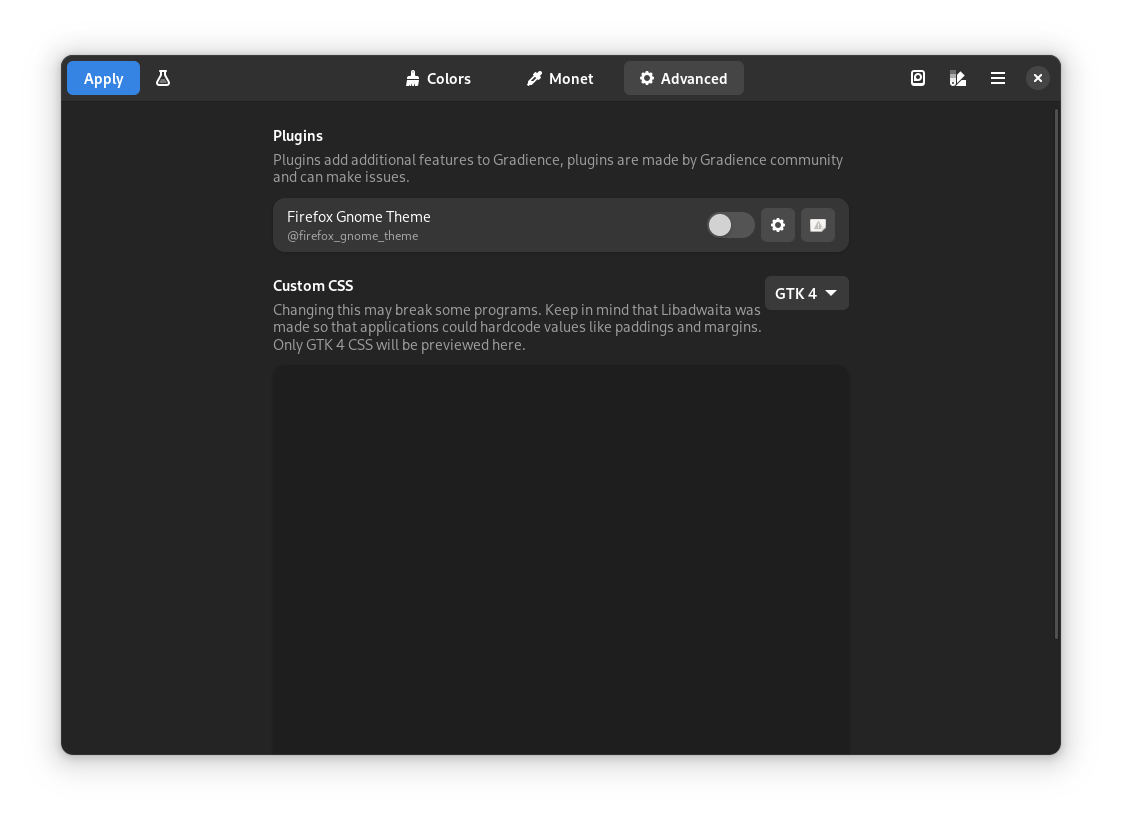 Apply
Colors
Monet
Advanced
Plugins
Plugins add additional features to Gradience, plugins are made by Gradience community
and can make issues.
Firefox Gnome Theme
@firefox_gnome_theme
Custom CSS
GTK 4
Changing this may break some programs. Keep in mind that Libadwaita was
made so that applications could hardcode values like paddings and margins.
Only GTK 4 CSS will be previewed here.